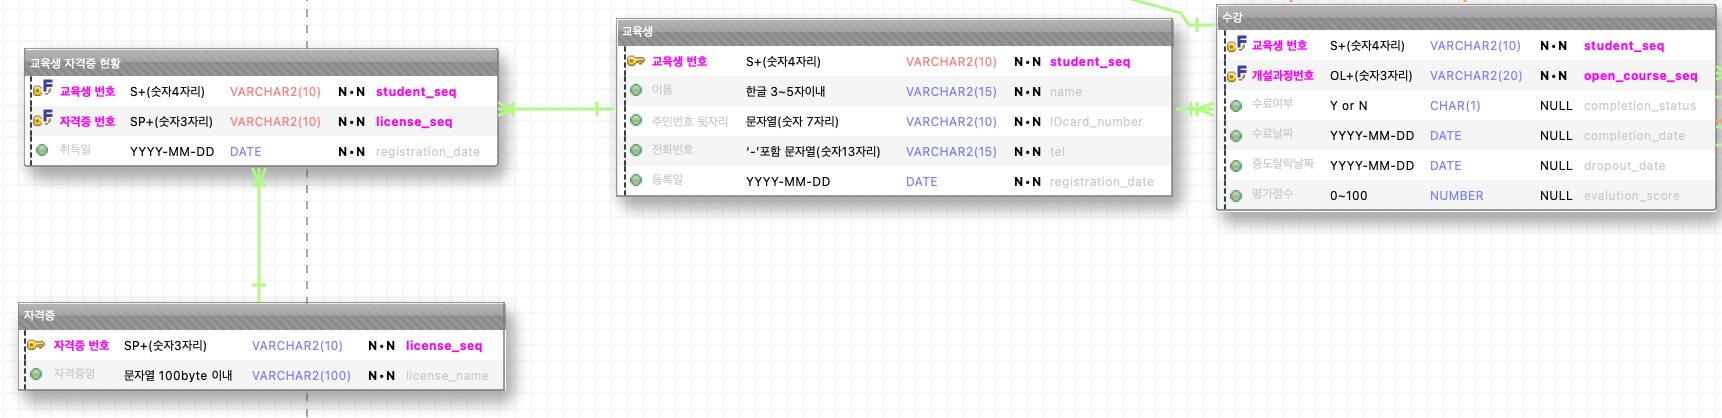 교육생 자격증 현황
교육생 번호 S+(숫자4자리) VARCHAR2(10) N•N student_seq
자격증 번호 SP+(숫자3자리) VARCHAR2(10) N•N license_seq
취득일 YYYY-MM-DD DATE N•N registration_date
교육생
교육생 번호 S+(숫자4자리) VARCHAR2(10) N•N student_seq
이름 한글 3~5자이내 VARCHAR2(15) N•N name
주민번호 뒷자리 문자열(숫자 7자리) VARCHAR2(10) N•N IDcard_number
전화번호 ‘-’포함 문자열(숫자13자리) VARCHAR2(15) N•N tel
등록일 YYYY-MM-DD DATE N•N registration_date
수강
교육생 번호 S+(숫자4자리) VARCHAR2(10) N•N student_seq
개설과정번호 OL+(숫자3자리) VARCHAR2(20) N•N open_course_seq
수료여부 Y or N CHAR(1) NULL completion_status
수료날짜 YYYY-MM-DD DATE NULL completion_date
중도탈락날짜 YYYY-MM-DD DATE NULL dropout_date
평가점수 0~100 NUMBER NULL evalution_score
자격증
자격증 번호 SP+(숫자3자리) VARCHAR2(10) N•N license_seq
자격증명 문자열 100byte 이내 VARCHAR2(100) N•N license_name